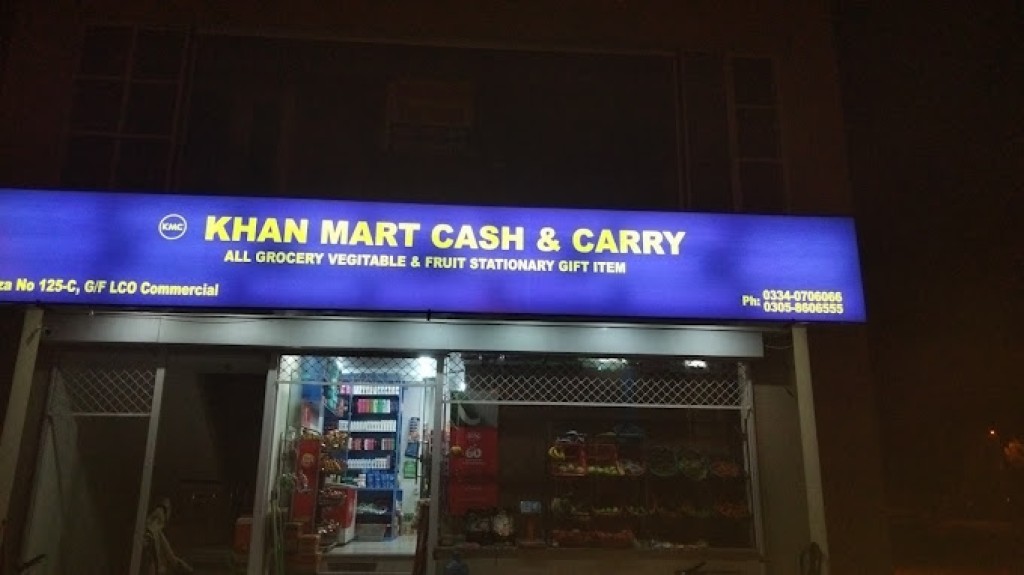 KMC
KHAN MART CASH & CARRY
ALL GROCERY VEGITABLE & FRUIT STATIONARY GIFT ITEM
za No 125-C, G/F LCO Commercial
Ph: 0334-0706066
0305-8606555
60